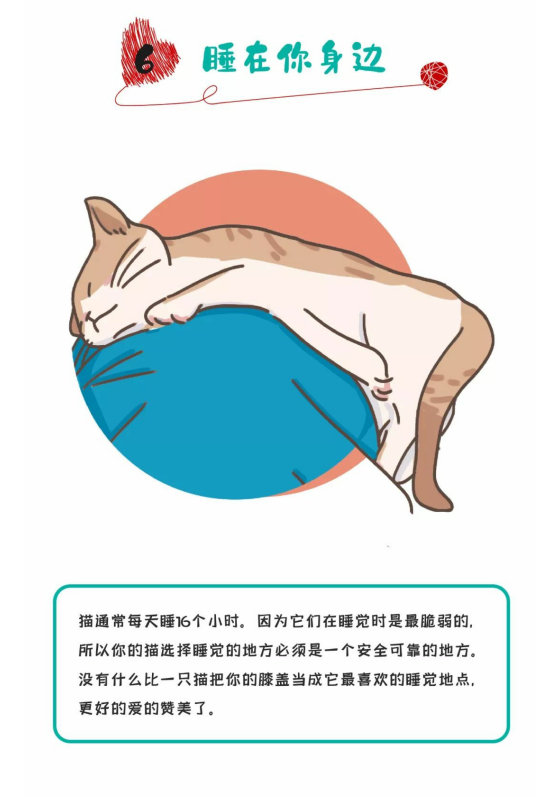 6 睡在你身边
猫通常每天睡16个小时。因为它们在睡觉时是最脆弱的,
所以你的猫选择睡觉的地方必须是一个安全可靠的地方。
没有什么比一只猫把你的膝盖当成它最喜欢的睡觉地点,
更好的爱的赞美了。